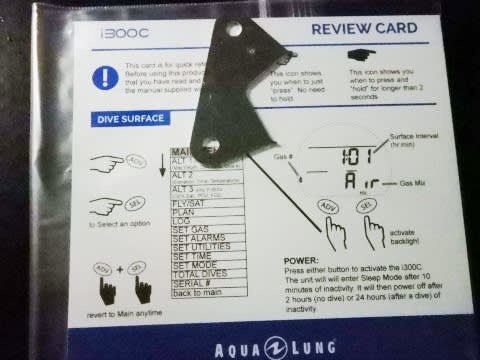 i300C
REVIEW CARD
This card is for quick refe
Before using this produc
that you have read and
the manual supplied w
This icon shows
you when to just
"press". No need
to hold.
This icon shows you
when to press and
"hold" for longer than 2
seconds
DIVE SURFACE
ADV
SEL
to Select an option
ADV + SEL
revert to Main anytime
MAI
ALT 1
ALT 2
ALT 3
FLY/SAT
PLAN
LOG
SET GAS
SET ALARMS
SET UTILITIES
SET TIME
SET MODE
TOTAL DIVES
SERIAL #
back to main
Surface Interval
(hr:min)
Gas #
1:01
Air
Gas Mix
ADV
SEL
activate
backlight
POWER:
Press either button to activate the i300C.
The unit will will enter Sleep Mode after 10
minutes of inactivity. It will then power off after
2 hours (no dive) or 24 hours (after a dive) of
inactivity.
AQUA LUNG